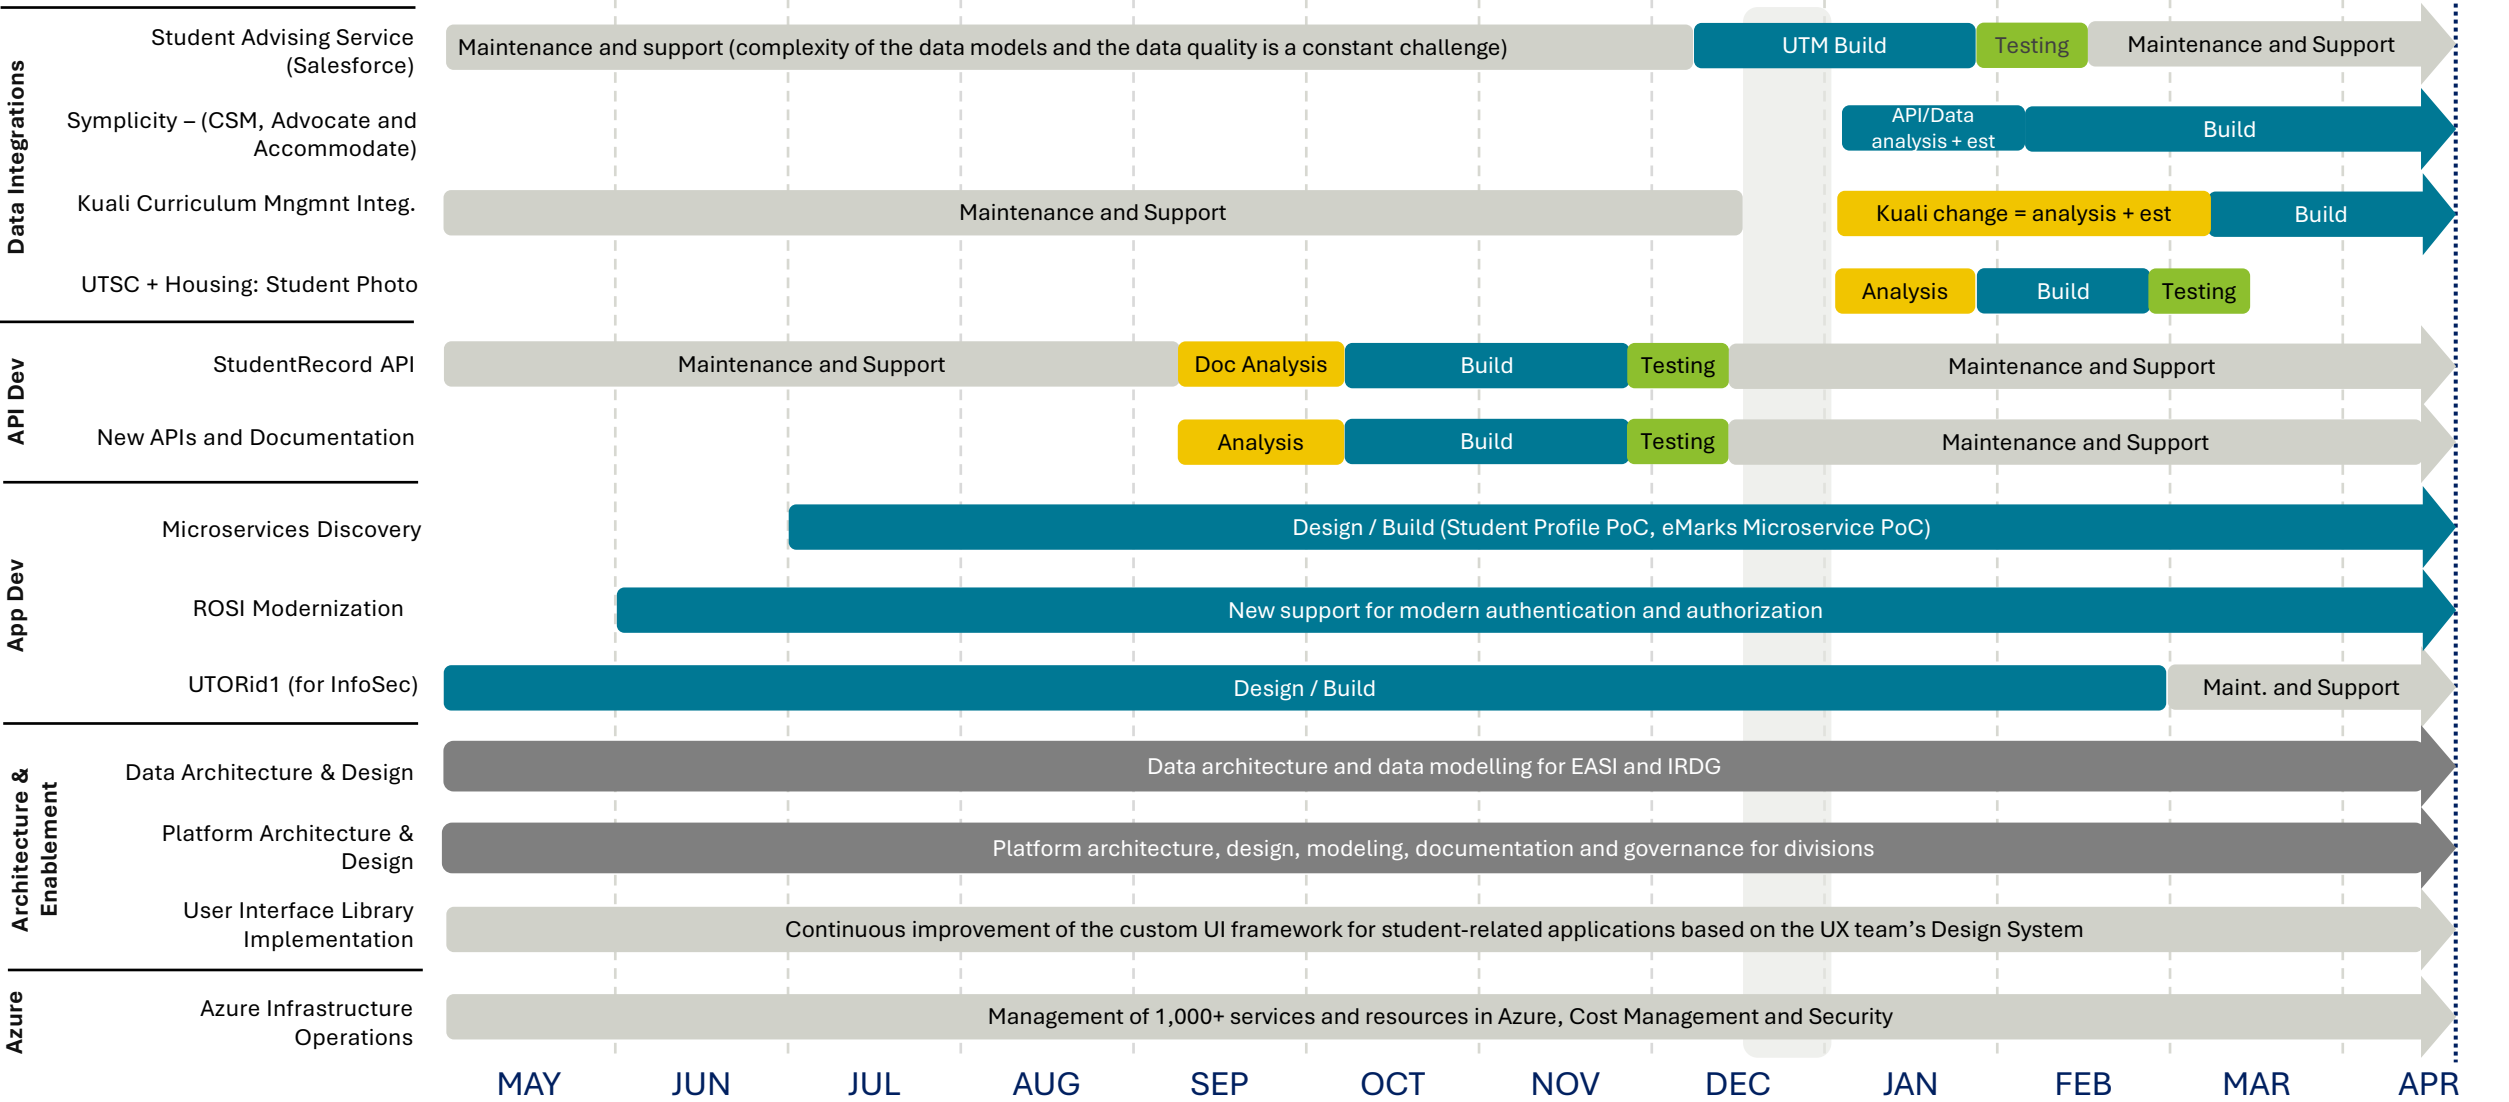 Data Integrations
Student Advising Service
(Salesforce)
Maintenance and support (complexity of the data models and the data quality is a constant challenge)
UTM Build
Testing
Maintenance and Support
Symplicity – (CSM, Advocate and
Accommodate)
API/Data
analysis + est
Build
Kuali Curriculum Mngmnt Integ.
Maintenance and Support
Kuali change = analysis + est
Build
UTSC + Housing: Student Photo
Analysis
Build
Testing
API Dev
StudentRecord API
Maintenance and Support
Doc Analysis
Build
Testing
Maintenance and Support
New APIs and Documentation
Analysis
Build
Testing
Maintenance and Support
App Dev
Microservices Discovery
Design / Build (Student Profile PoC, eMarks Microservice PoC)
ROSI Modernization
New support for modern authentication and authorization
UTORid1 (for InfoSec)
Design / Build
Maint. and Support
Architecture &
Enablement
Data Architecture & Design
Data architecture and data modelling for EASI and IRDG
Platform Architecture &
Design
Platform architecture, design, modeling, documentation and governance for divisions
User Interface Library
Implementation
Continuous improvement of the custom UI framework for student-related applications based on the UX team’s Design System
Azure
Azure Infrastructure
Operations
Management of 1,000+ services and resources in Azure, Cost Management and Security
MAY JUN JUL AUG SEP OCT NOV DEC JAN FEB MAR APR